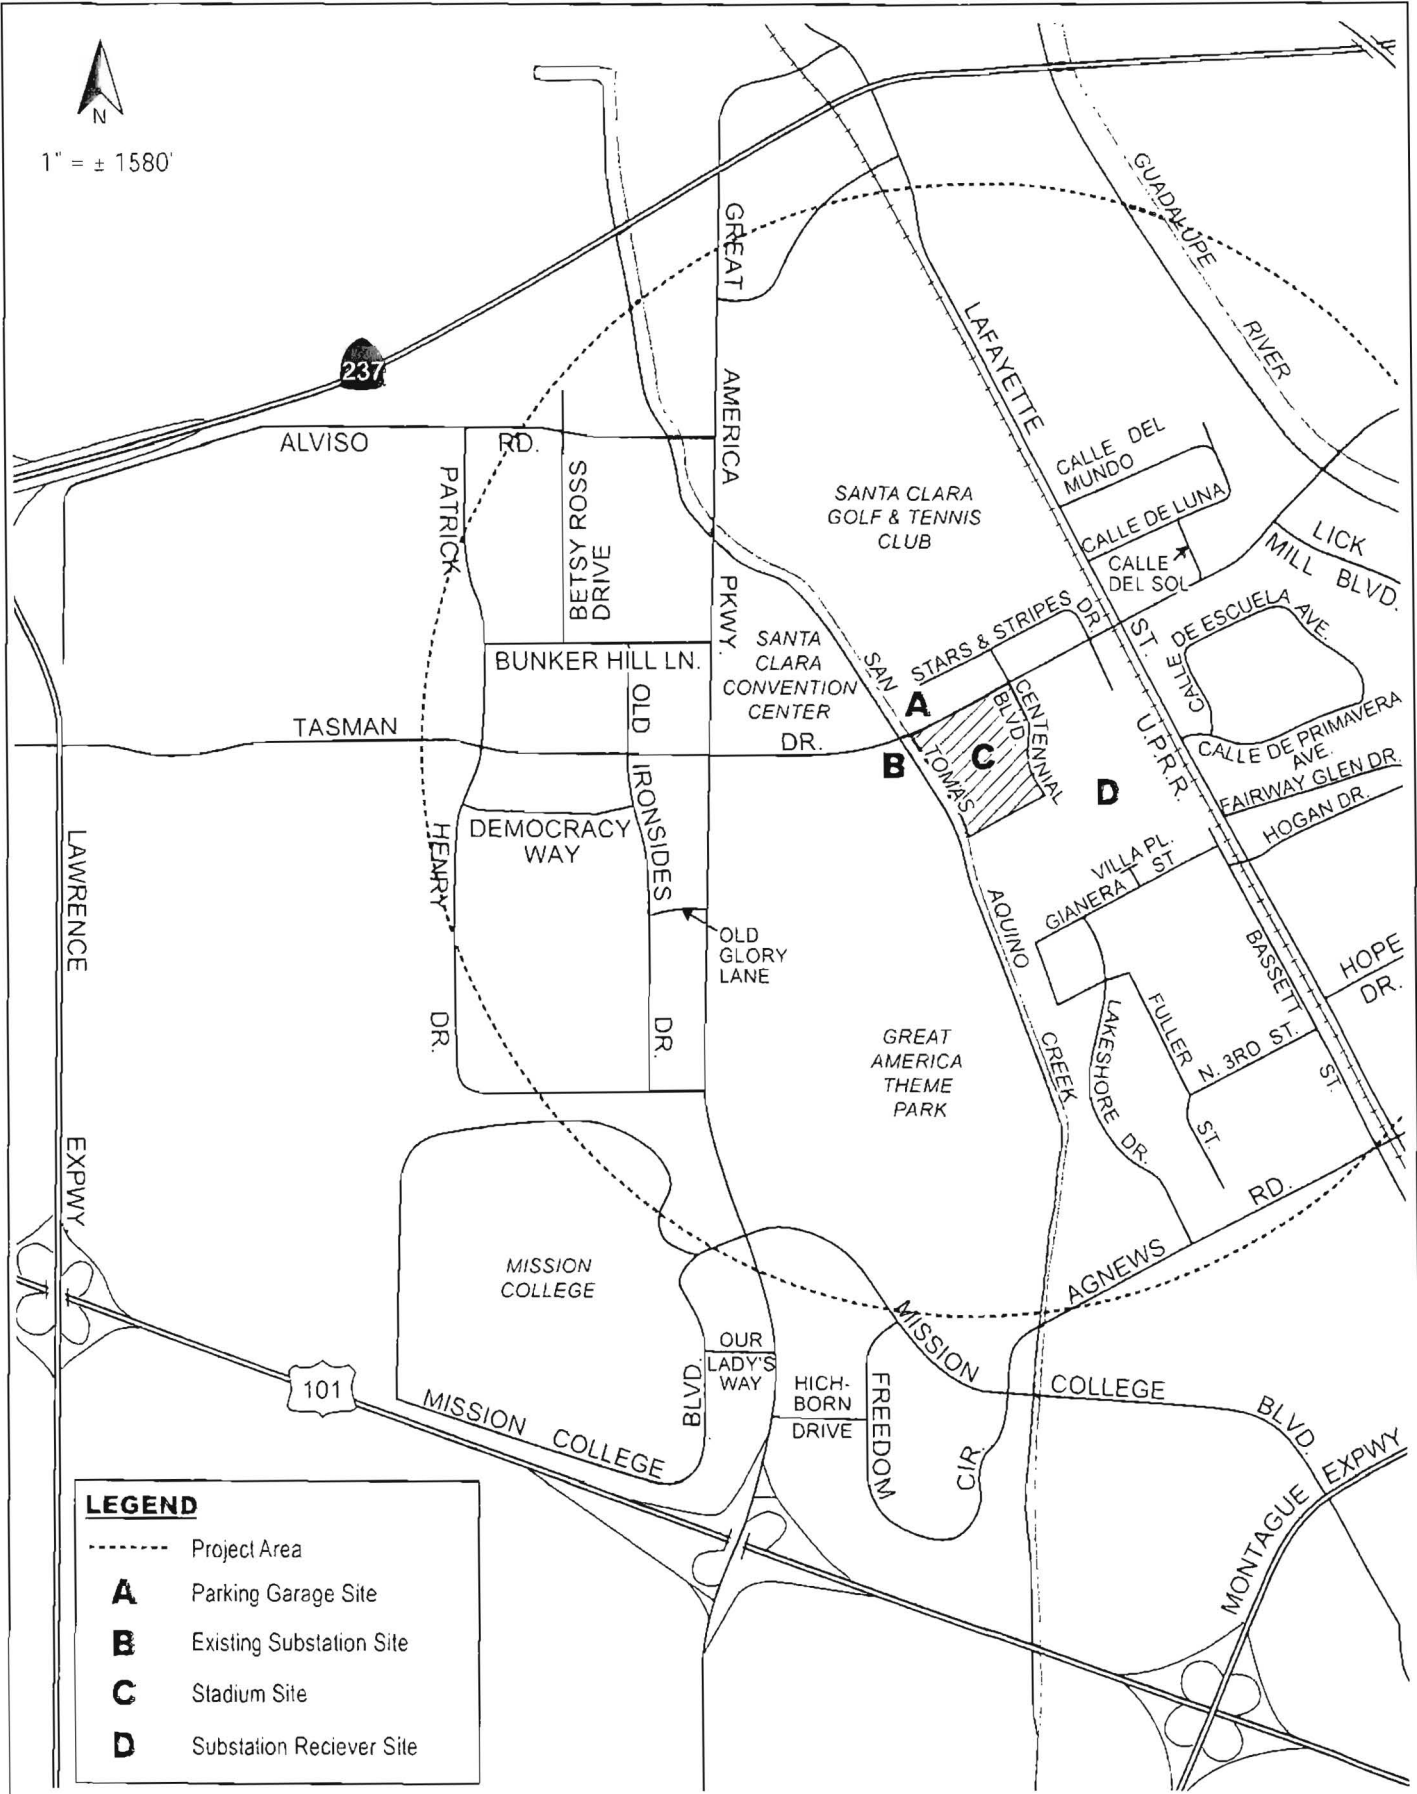 N
1" = ± 1580'
237
GREAT
AMERICA
PKWY.
GUADALUPE
RIVER
LAFAYETTE
ST.
ALVISO RD.
PATRICK
HENRY
DR.
BETSY ROSS
DRIVE
SANTA CLARA
GOLF & TENNIS
CLUB
CALLE DEL
MUNDO
CALLE DE LUNA
CALLE
DEL SOL
LICK
MILL BLVD.
CALLE DE ESCUELA AVE.
STARS & STRIPES DR.
BUNKER HILL LN.
SANTA
CLARA
CONVENTION
CENTER
SAN
TOMAS
AQUINO
CREEK
OLD
IRONSIDES
DR.
TASMAN DR.
A
B
C
D
CENTENNIAL
BLVD
U.P.R.R.
CALLE DE PRIMAVERA
AVE.
FAIRWAY GLEN DR.
HOGAN DR.
DEMOCRACY
WAY
VILLA PL.
GIANERA ST
OLD
GLORY
LANE
LAWRENCE
EXPWY
BASSETT
ST.
HOPE
DR.
GREAT
AMERICA
THEME
PARK
LAKESHORE DR.
FULLER
ST.
N. 3RD ST.
AGNEWS RD.
MISSION
COLLEGE
101
MISSION COLLEGE
BLVD.
OUR
LADY'S
WAY
HICH-
BORN
DRIVE
FREEDOM
CIR.
MISSION COLLEGE BLVD.
MONTAGUE EXPWY
LEGEND
Project Area
A Parking Garage Site
B Existing Substation Site
C Stadium Site
D Substation Reciever Site